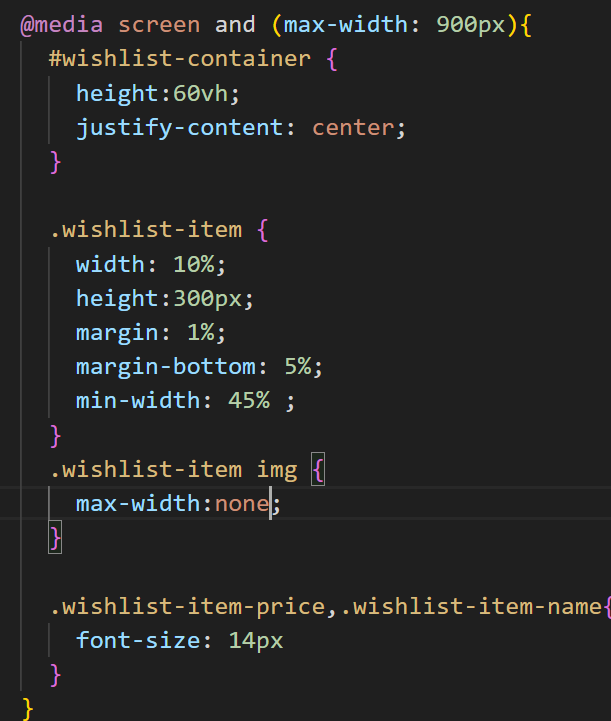 @media screen and (max-width: 900px){
#wishlist-container {
height:60vh;
justify-content: center;
}
.wishlist-item {
width: 10%;
height:300px;
margin: 1%;
margin-bottom: 5%;
min-width: 45% ;
}
.wishlist-item img {
max-width:none;
}
.wishlist-item-price,.wishlist-item-name{
font-size: 14px
}
}